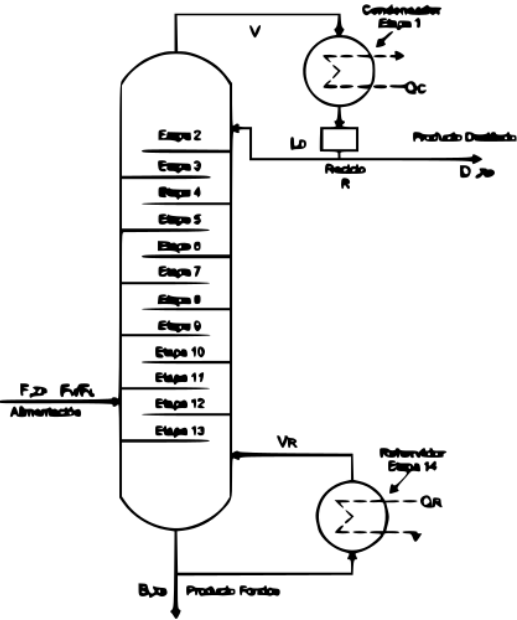 Condensador
Etapa 1
V
Qc
Etapa 2
LD
Producto Destilado
Reciclo
R
D,
Etapa 3
Etapa 4
Etapa 5
Etapa 6
Etapa 7
Etapa 8
Etapa 9
Etapa 10
Etapa 11
F,
Alimentación
Etapa 12
Etapa 13
VR
Rehervidor
Etapa 14
QR
B,
Producto Fondos